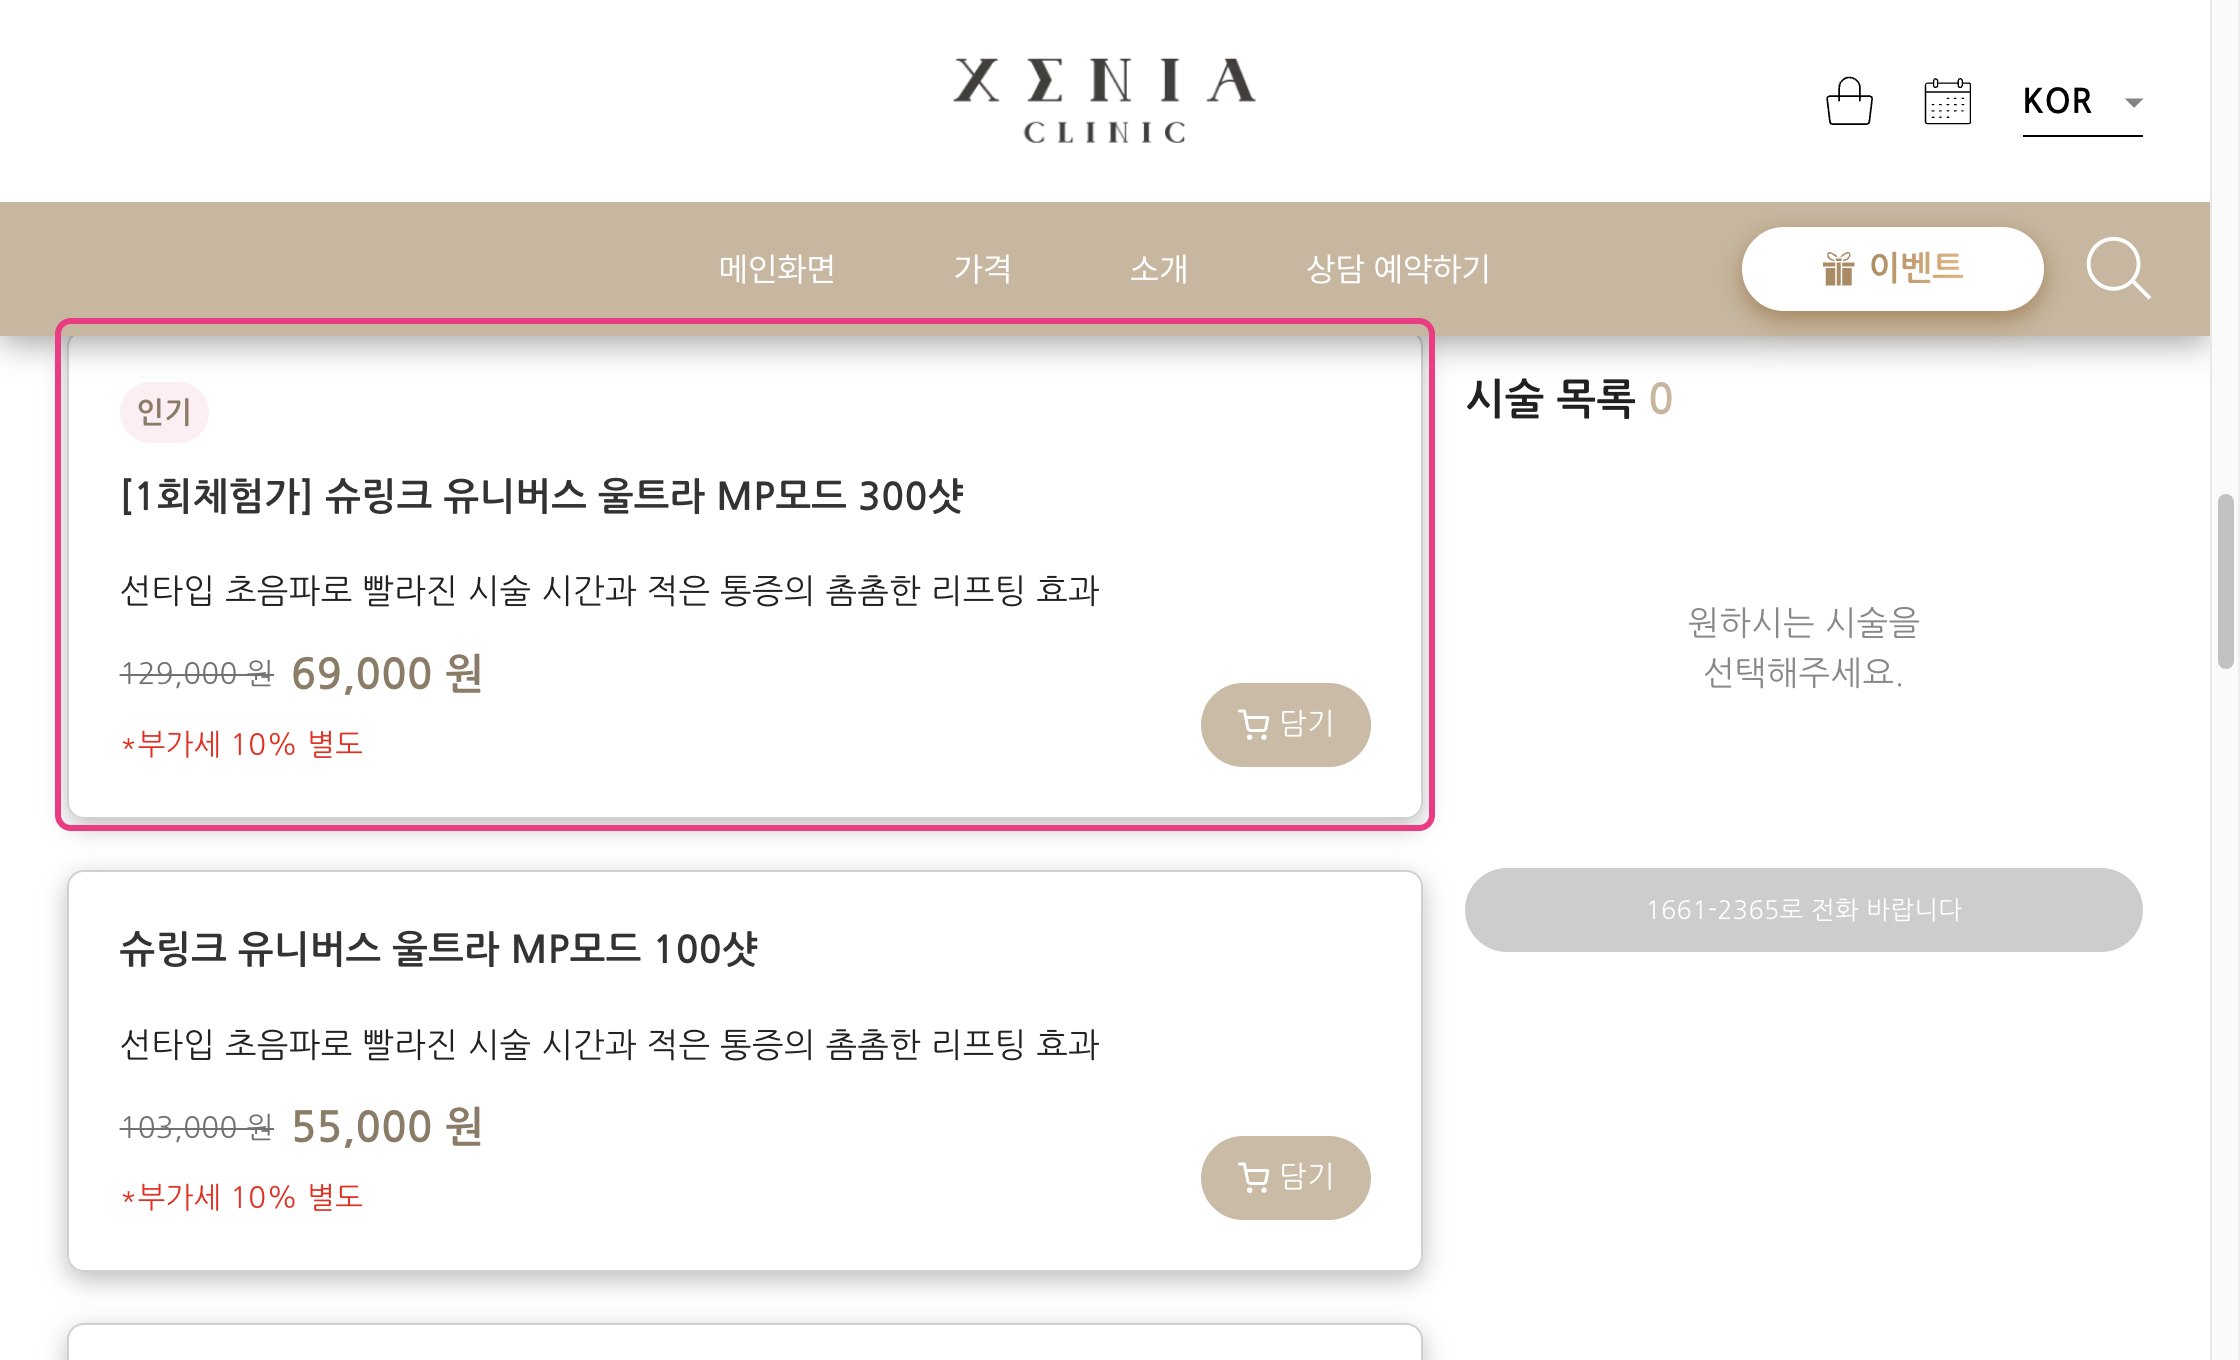 XΣNIA
CLINIC
KOR
메인화면
가격
소개
상담 예약하기
이벤트
인기
[1회체험가] 슈링크 유니버스 울트라 MP모드 300샷
선타입 초음파로 빨라진 시술 시간과 적은 통증의 촘촘한 리프팅 효과
129,000 원 69,000 원
*부가세 10% 별도
담기
슈링크 유니버스 울트라 MP모드 100샷
선타입 초음파로 빨라진 시술 시간과 적은 통증의 촘촘한 리프팅 효과
103,000 원 55,000 원
*부가세 10% 별도
담기
시술 목록 0
원하시는 시술을
선택해주세요.
1661-2365로 전화 바랍니다